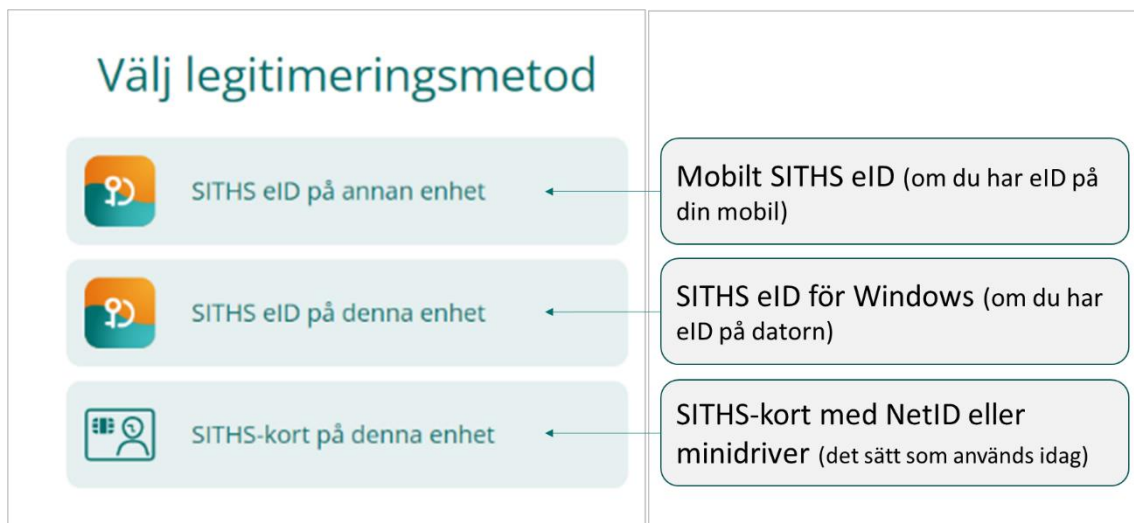 Välj legitimeringsmetod
SITHS eID på annan enhet
Mobilt SITHS eID (om du har eID på
din mobil)
SITHS eID på denna enhet
SITHS eID för Windows (om du har
eID på datorn)
SITHS-kort på denna enhet
SITHS-kort med NetID eller
minidriver (det sätt som används idag)